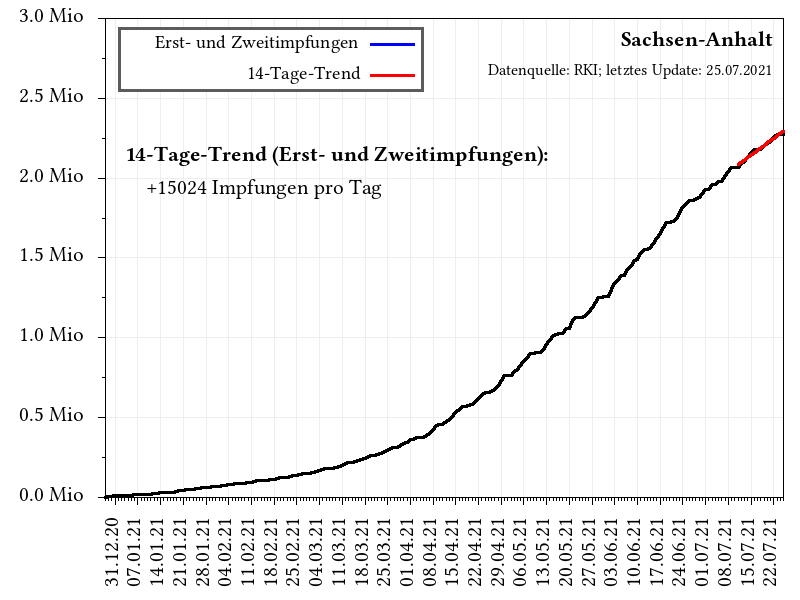 3.0 Mio
2.5 Mio
2.0 Mio
1.5 Mio
1.0 Mio
0.5 Mio
0.0 Mio
Erst- und Zweitimpfungen
14-Tage-Trend
Sachsen-Anhalt
Datenquelle: RKI; letztes Update: 25.07.2021
14-Tage-Trend (Erst- und Zweitimpfungen):
+15024 Impfungen pro Tag
31.12.20
07.01.21
14.01.21
21.01.21
28.01.21
04.02.21
11.02.21
18.02.21
25.02.21
04.03.21
11.03.21
18.03.21
25.03.21
01.04.21
08.04.21
15.04.21
22.04.21
29.04.21
06.05.21
13.05.21
20.05.21
27.05.21
03.06.21
10.06.21
17.06.21
24.06.21
01.07.21
08.07.21
15.07.21
22.07.21